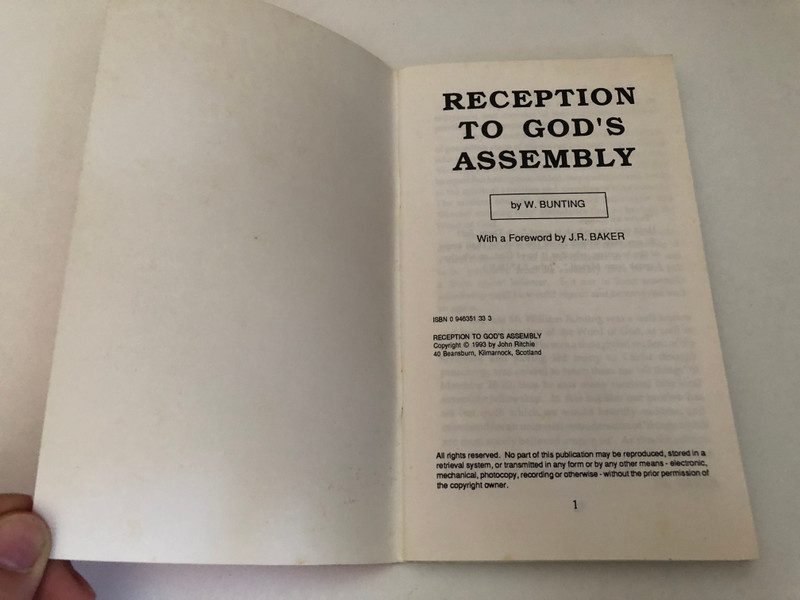 RECEPTION
TO GOD'S
ASSEMBLY
by W. BUNTING
With a Foreword by J.R. BAKER
ISBN 0 946351 33 3
RECEPTION TO GOD'S ASSEMBLY
Copyright © 1993 by John Ritchie
40 Beansburn, Kilmarnock, Scotland
All rights reserved. No part of this publication may be reproduced, stored in a
retrieval system, or transmitted in any form or by any other means - electronic,
mechanical, photocopy, recording or otherwise - without the prior permission of
the copyright owner.
1